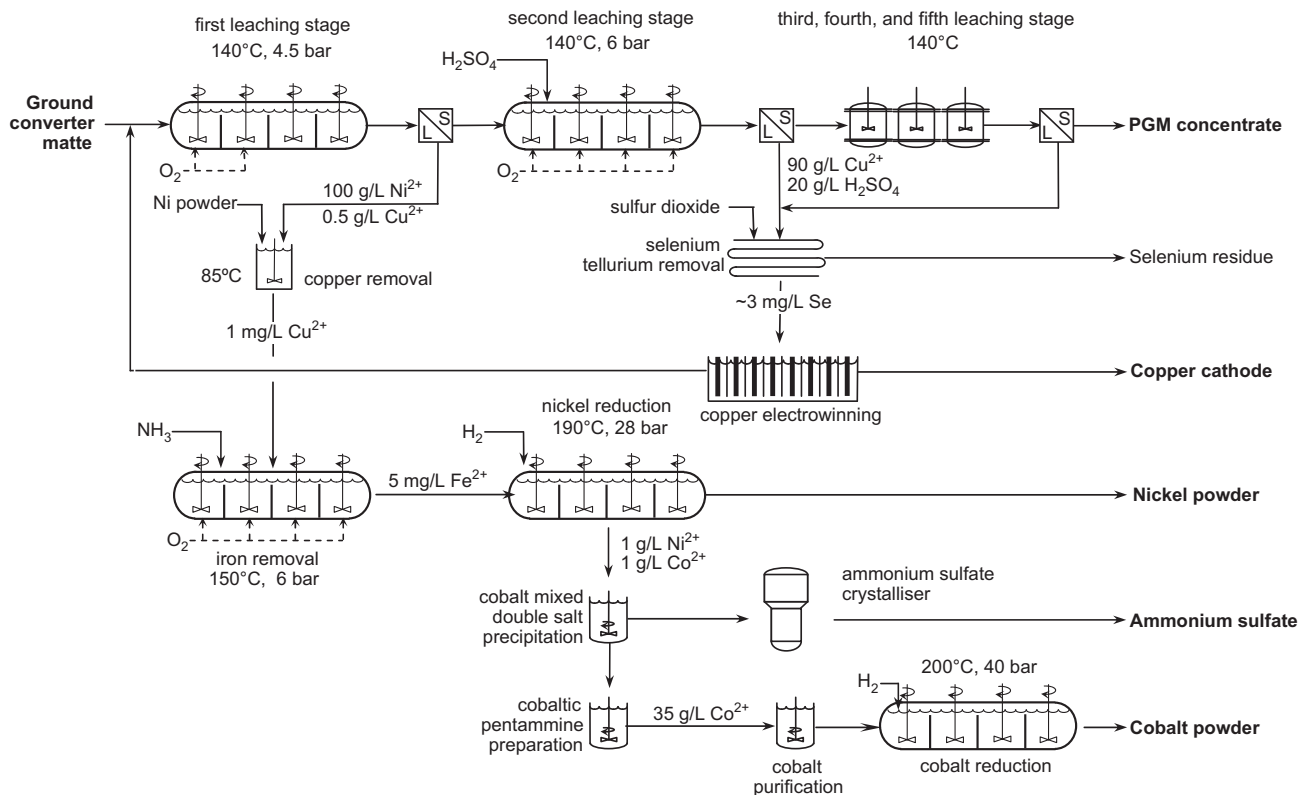 first leaching stage
140°C, 4.5 bar
second leaching stage
140°C, 6 bar
third, fourth, and fifth leaching stage
140°C
H₂SO₄
Ground
converter
matte
L S
L S
L S
PGM concentrate
O₂
O₂
100 g/L Ni²⁺
0.5 g/L Cu²⁺
90 g/L Cu²⁺
20 g/L H₂SO₄
Ni powder
sulfur dioxide
85ºC
copper removal
selenium
tellurium removal
Selenium residue
1 mg/L Cu²⁺
~3 mg/L Se
Copper cathode
copper electrowinning
NH₃
H₂
nickel reduction
190°C, 28 bar
5 mg/L Fe²⁺
Nickel powder
O₂
iron removal
150°C, 6 bar
1 g/L Ni²⁺
1 g/L Co²⁺
cobalt mixed
double salt
precipitation
ammonium sulfate
crystalliser
Ammonium sulfate
200°C, 40 bar
H₂
cobaltic
pentammine
preparation
35 g/L Co²⁺
cobalt
purification
cobalt reduction
Cobalt powder